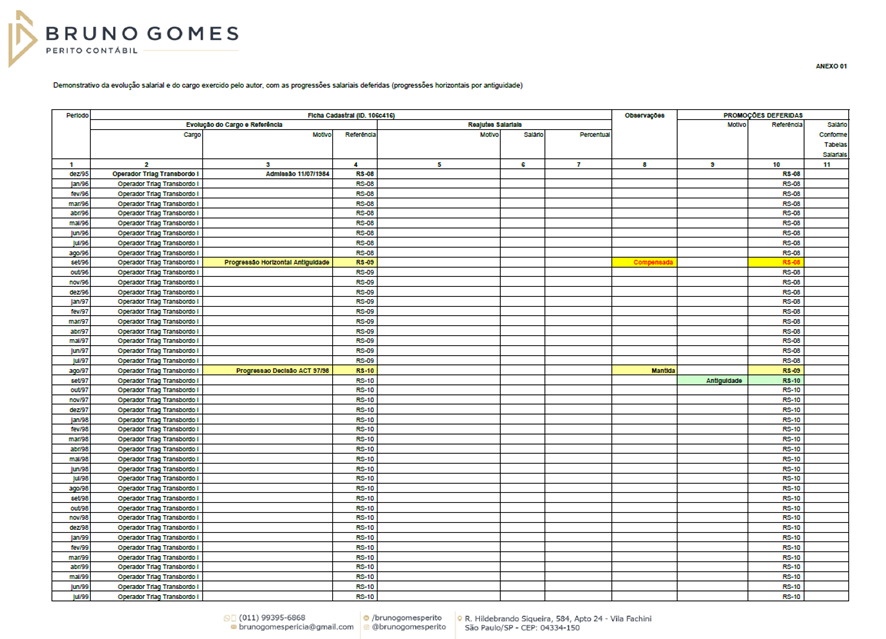 BRUNO GOMES
PERITO CONTÁBIL
ANEXO 01
Demonstrativo da evolução salarial e do cargo exercido pelo autor, com as progressões salariais deferidas (progressões horizontais por antiguidade)
Período Ficha Cadastral (ID. 106c416) Observações PROMOÇÕES DEFERIDAS
Evolução do Cargo e Referência Reajutes Salariais Motivo Referência Salário
Cargo Motivo Referência Motivo Salário Percentual Conforme
Tabelas
Salariais
1 2 3 4 5 6 7 8 9 10 11
dez/95 Operador Triag Transbordo I Admissão 11/07/1984 RS-08 RS-08
jan/96 Operador Triag Transbordo I RS-08 RS-08
fev/96 Operador Triag Transbordo I RS-08 RS-08
mar/96 Operador Triag Transbordo I RS-08 RS-08
abr/96 Operador Triag Transbordo I RS-08 RS-08
mai/96 Operador Triag Transbordo I RS-08 RS-08
jun/96 Operador Triag Transbordo I RS-08 RS-08
jul/96 Operador Triag Transbordo I RS-08 RS-08
ago/96 Operador Triag Transbordo I RS-08 RS-08
set/96 Operador Triag Transbordo I Progressão Horizontal Antiguidade RS-09 Compensada RS-08
out/96 Operador Triag Transbordo I RS-09 RS-08
nov/96 Operador Triag Transbordo I RS-09 RS-08
dez/96 Operador Triag Transbordo I RS-09 RS-08
jan/97 Operador Triag Transbordo I RS-09 RS-08
fev/97 Operador Triag Transbordo I RS-09 RS-08
mar/97 Operador Triag Transbordo I RS-09 RS-08
abr/97 Operador Triag Transbordo I RS-09 RS-08
mai/97 Operador Triag Transbordo I RS-09 RS-08
jun/97 Operador Triag Transbordo I RS-09 RS-08
jul/97 Operador Triag Transbordo I RS-09 RS-08
ago/97 Operador Triag Transbordo I Progressao Decisão ACT 97/98 RS-10 Mantida RS-09
set/97 Operador Triag Transbordo I RS-10 Antiguidade RS-10
out/97 Operador Triag Transbordo I RS-10 RS-10
nov/97 Operador Triag Transbordo I RS-10 RS-10
dez/97 Operador Triag Transbordo I RS-10 RS-10
jan/98 Operador Triag Transbordo I RS-10 RS-10
fev/98 Operador Triag Transbordo I RS-10 RS-10
mar/98 Operador Triag Transbordo I RS-10 RS-10
abr/98 Operador Triag Transbordo I RS-10 RS-10
mai/98 Operador Triag Transbordo I RS-10 RS-10
jun/98 Operador Triag Transbordo I RS-10 RS-10
jul/98 Operador Triag Transbordo I RS-10 RS-10
ago/98 Operador Triag Transbordo I RS-10 RS-10
set/98 Operador Triag Transbordo I RS-10 RS-10
out/98 Operador Triag Transbordo I RS-10 RS-10
nov/98 Operador Triag Transbordo I RS-10 RS-10
dez/98 Operador Triag Transbordo I RS-10 RS-10
jan/99 Operador Triag Transbordo I RS-10 RS-10
fev/99 Operador Triag Transbordo I RS-10 RS-10
mar/99 Operador Triag Transbordo I RS-10 RS-10
abr/99 Operador Triag Transbordo I RS-10 RS-10
mai/99 Operador Triag Transbordo I RS-10 RS-10
jun/99 Operador Triag Transbordo I RS-10 RS-10
jul/99 Operador Triag Transbordo I RS-10 RS-10
(011) 99395-6868 /brunogomesperito R. Hildebrando Siqueira, 584, Apto 24 - Vila Fachini
brunogomespericia@gmail.com @brunogomesperito São Paulo/SP - CEP: 04334-150